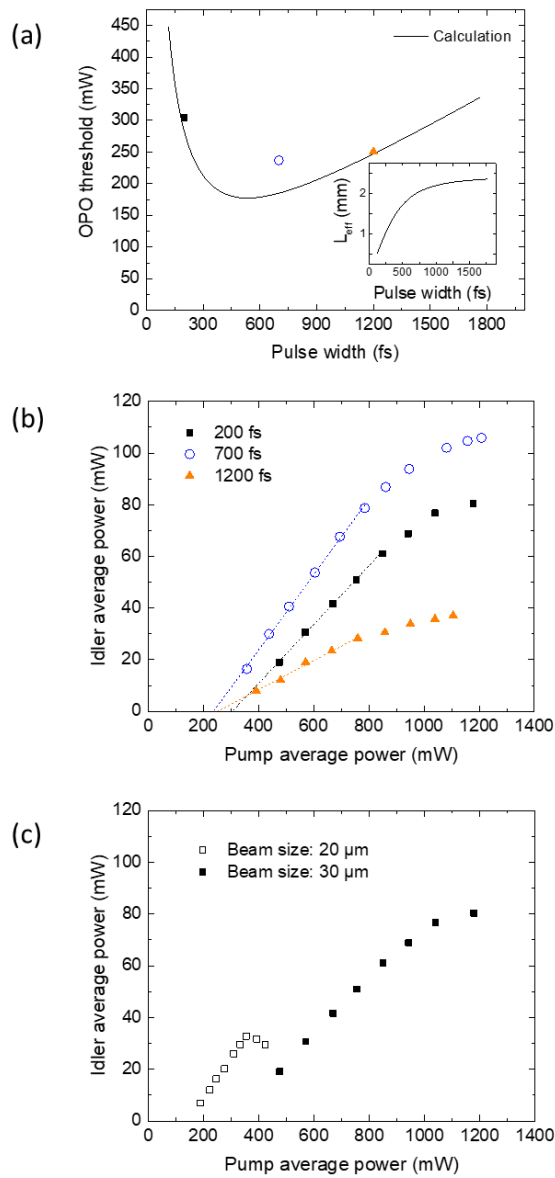 (a)
450
400
350
300
250
200
150
100
50
0
OPO threshold (mW)
Calculation
2
1
L_eff (mm)
0 500 1000 1500
Pulse width (fs)
0 300 600 900 1200 1500 1800
Pulse width (fs)
(b)
120
100
80
60
40
20
0
Idler average power (mW)
200 fs
700 fs
1200 fs
0 200 400 600 800 1000 1200 1400
Pump average power (mW)
(c)
120
100
80
60
40
20
0
Idler average power (mW)
Beam size: 20 µm
Beam size: 30 µm
0 200 400 600 800 1000 1200 1400
Pump average power (mW)